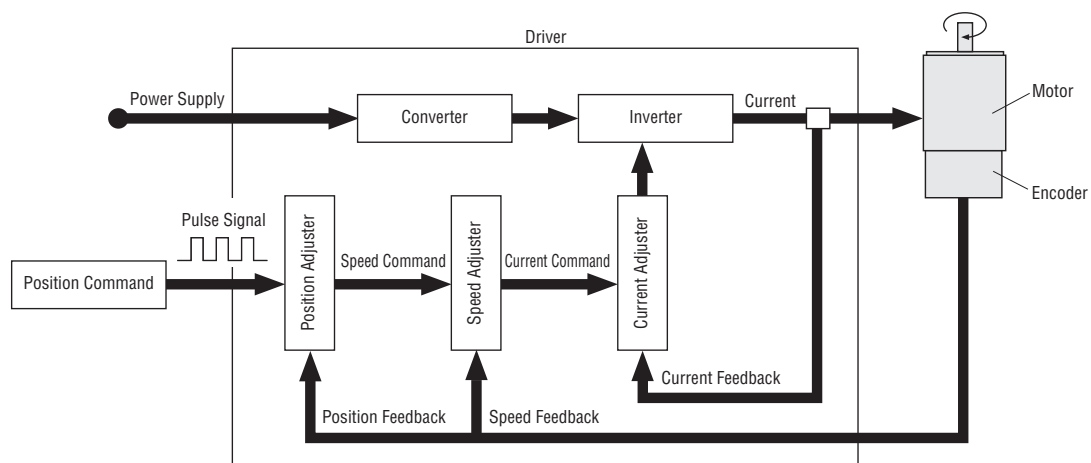 Driver
Power Supply
Converter
Inverter
Current
Motor
Encoder
Pulse Signal
Position Command
Position Adjuster
Speed Command
Speed Adjuster
Current Command
Current Adjuster
Current Feedback
Position Feedback
Speed Feedback